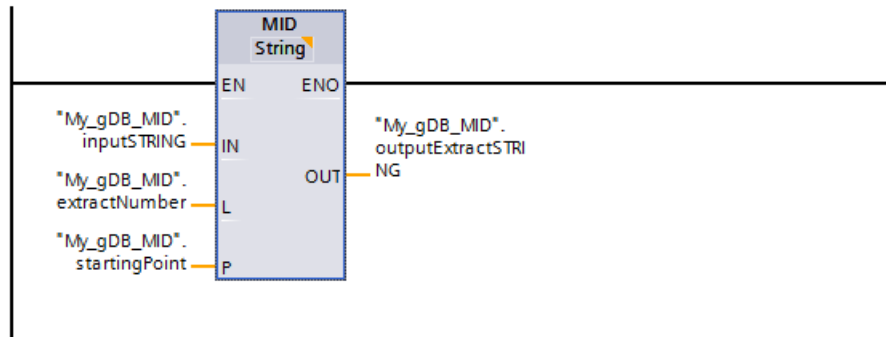 MID
String
EN ENO
"My_gDB_MID".
inputSTRING
IN
"My_gDB_MID".
outputExtractSTRI
NG
OUT
"My_gDB_MID".
extractNumber
L
"My_gDB_MID".
startingPoint
P